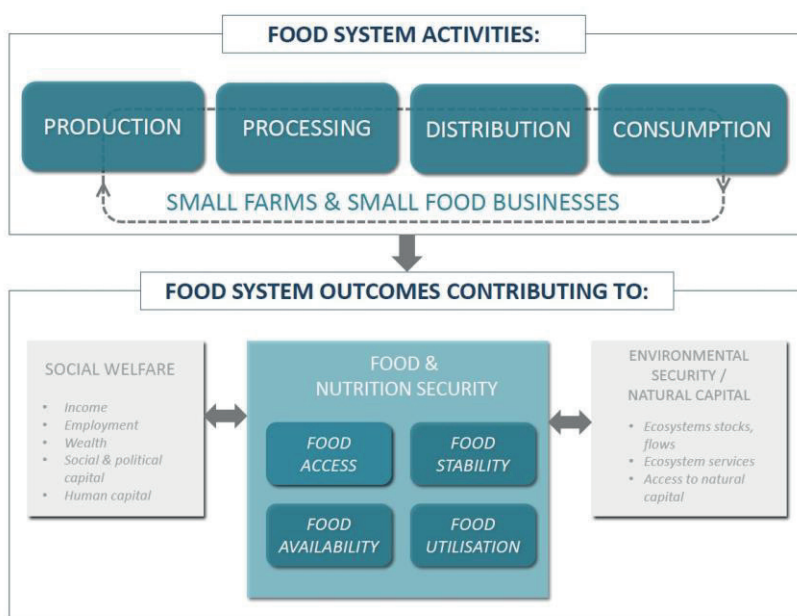 FOOD SYSTEM ACTIVITIES:
PRODUCTION
PROCESSING
DISTRIBUTION
CONSUMPTION
SMALL FARMS & SMALL FOOD BUSINESSES
FOOD SYSTEM OUTCOMES CONTRIBUTING TO:
SOCIAL WELFARE
• Income
• Employment
• Wealth
• Social & political
capital
• Human capital
FOOD &
NUTRITION SECURITY
FOOD
ACCESS
FOOD
STABILITY
FOOD
AVAILABILITY
FOOD
UTILISATION
ENVIRONMENTAL
SECURITY /
NATURAL CAPITAL
• Ecosystems stocks,
flows
• Ecosystem services
• Access to natural
capital